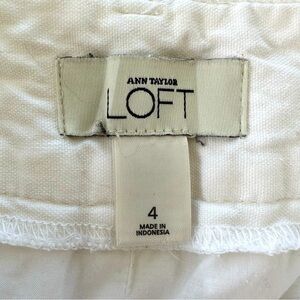 ANN TAYLOR
LOFT
4
MADE IN
INDONESIA